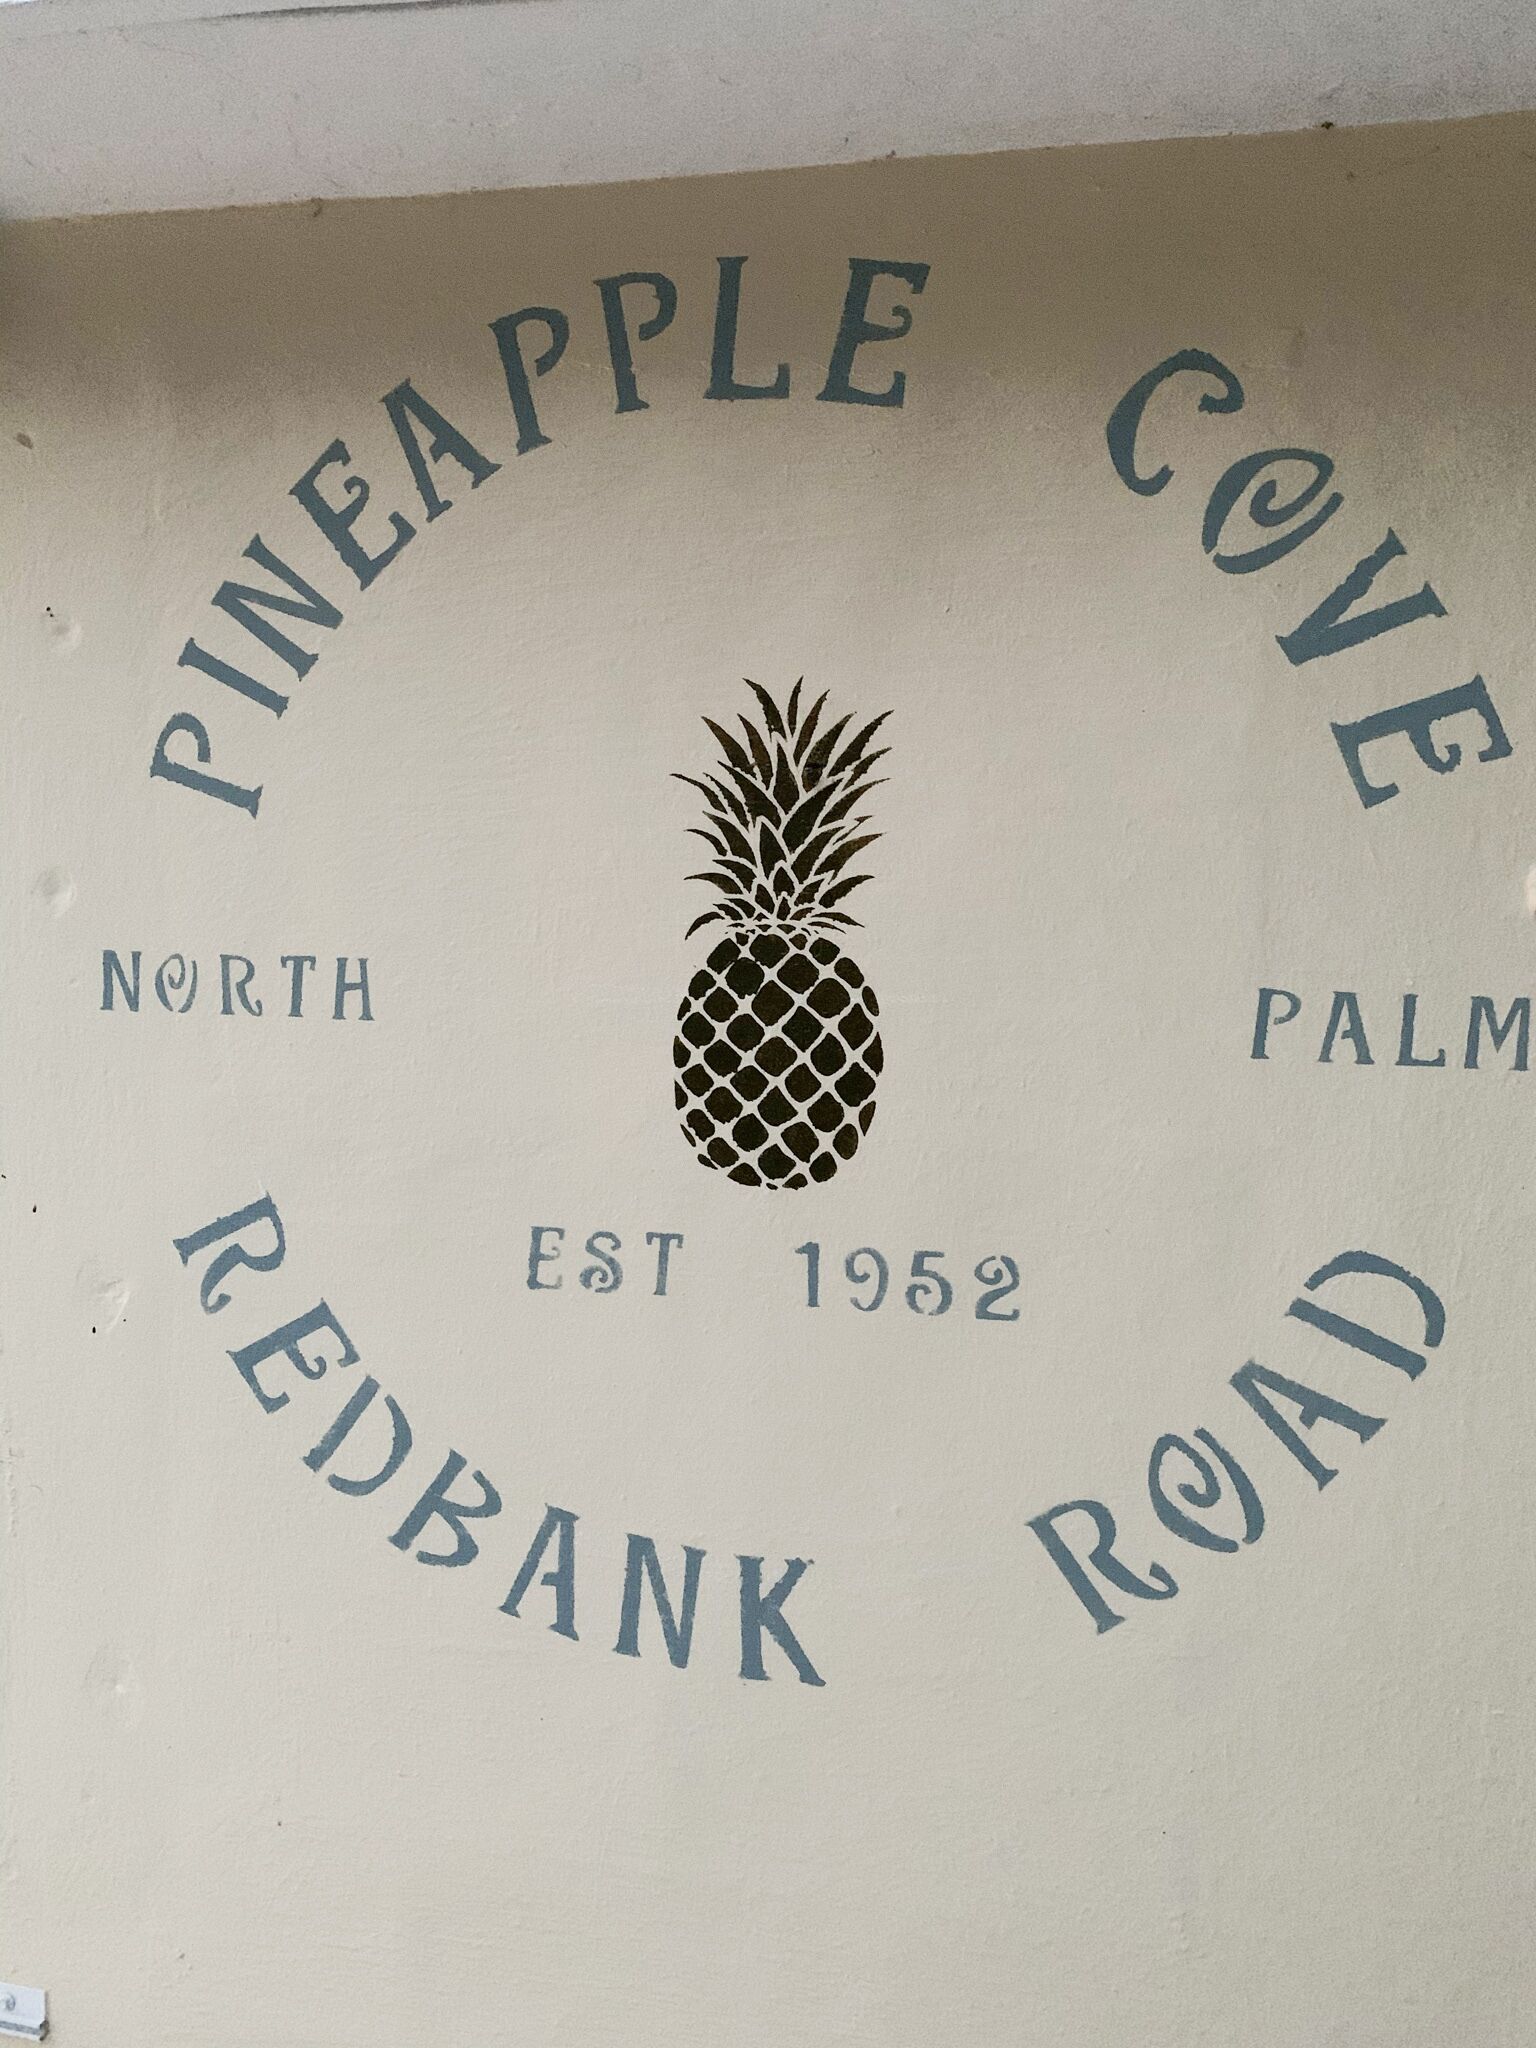 PINEAPPLE COVE
NORTH PALM
EST 1952
REDBANK ROAD